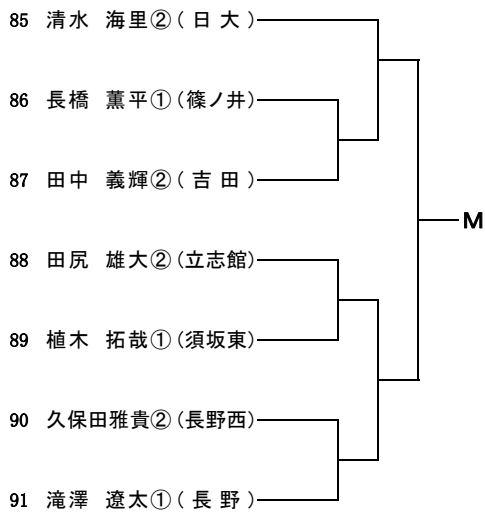 85 清水 海里②(日大)
86 長橋 薫平①(篠ノ井)
87 田中 義輝②(吉田)
M
88 田尻 雄大②(立志館)
89 植木 拓哉①(須坂東)
90 久保田雅貴②(長野西)
91 滝澤 遼太①(長野)